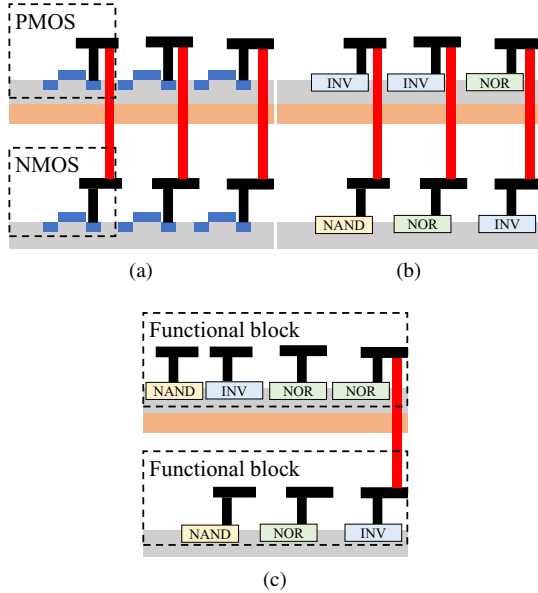 PMOS
INV INV NOR
NMOS
NAND NOR INV
(a) (b)
Functional block
NAND INV NOR NOR
Functional block
NAND NOR INV
(c)